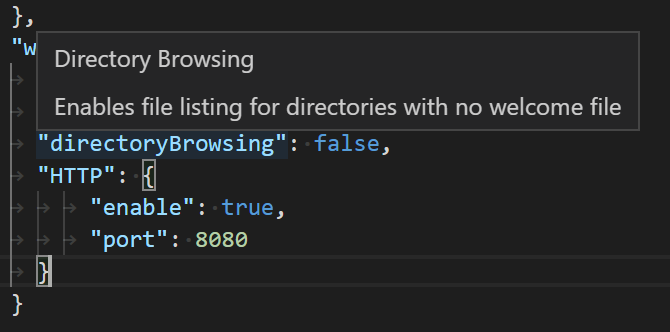 },
"w
Directory Browsing
Enables file listing for directories with no welcome file
"directoryBrowsing": false,
"HTTP": {
"enable": true,
"port": 8080
}
}